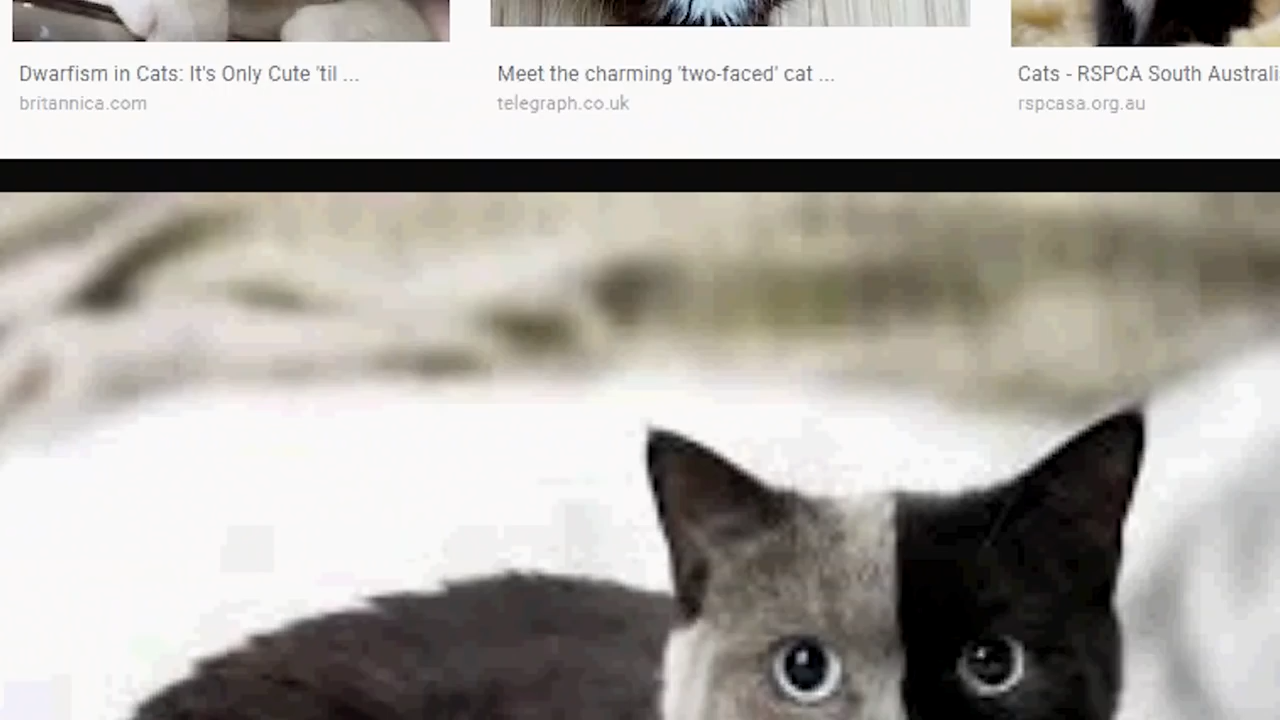 Dwarfism in Cats: It's Only Cute 'til ...
britannica.com
Meet the charming 'two-faced' cat ...
telegraph.co.uk
Cats - RSPCA South Australi
rspcasa.org.au